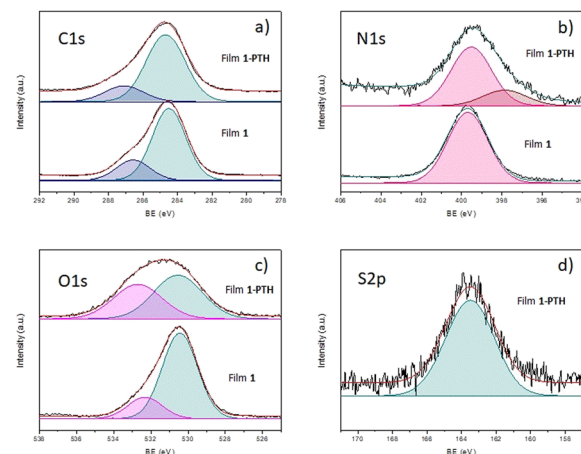 C1s
a)
Film 1-PTH
Film 1
Intensity (a.u.)
292 290 288 286 284 282 280 278
BE (eV)
N1s
b)
Film 1-PTH
Film 1
Intensity (a.u.)
406 404 402 400 398 396
BE (eV)
O1s
c)
Film 1-PTH
Film 1
Intensity (a.u.)
536 534 532 530 528 526
BE (eV)
S2p
d)
Film 1-PTH
Intensity (a.u.)
170 168 166 164 162 160 158
BE (eV)